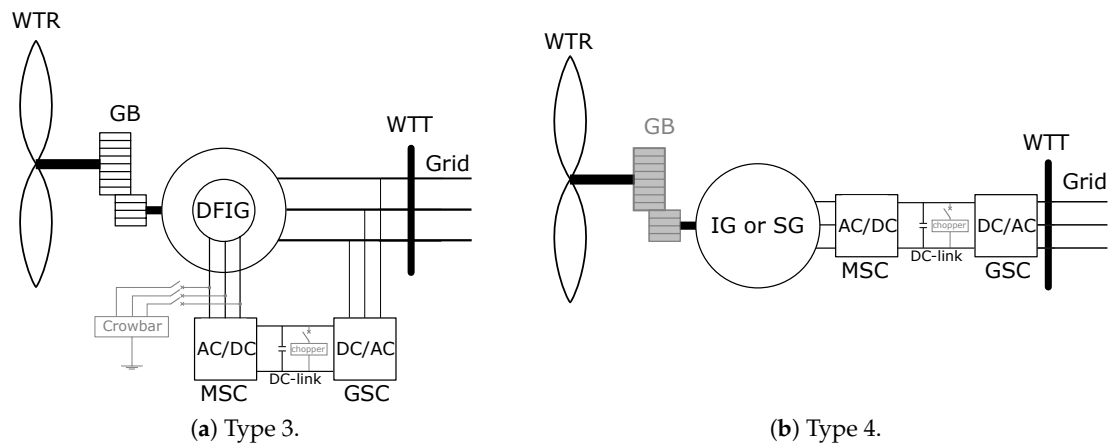 WTR
GB
WTT
Grid
DFIG
Crowbar
AC/DC
chopper
DC/AC
DC-link
MSC
GSC
(a) Type 3.
WTR
GB
WTT
Grid
IG or SG
AC/DC
chopper
DC/AC
DC-link
MSC
GSC
(b) Type 4.